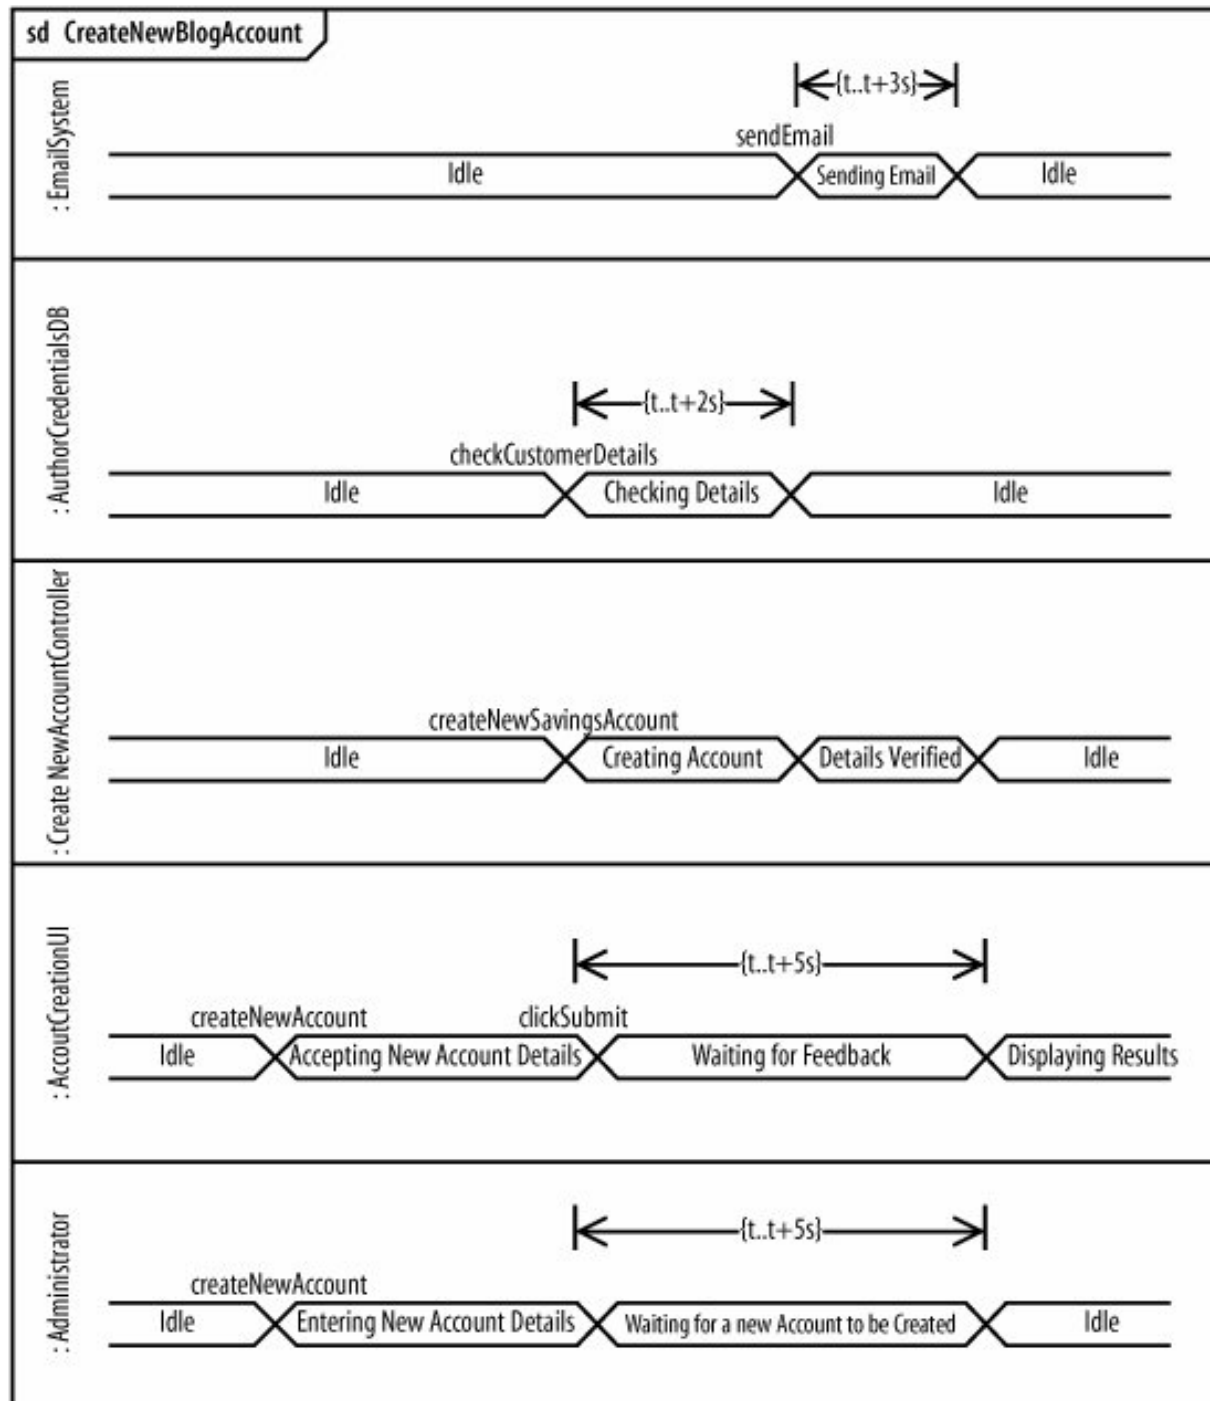 sd CreateNewBlogAccount
: EmailSystem
{t..t+3s}
sendEmail
Idle
Sending Email
Idle
: AuthorCredentialsDB
{t..t+2s}
checkCustomerDetails
Idle
Checking Details
Idle
: Create NewAccountController
createNewSavingsAccount
Idle
Creating Account
Details Verified
Idle
: AccoutCreationUI
{t..t+5s}
createNewAccount
clickSubmit
Idle
Accepting New Account Details
Waiting for Feedback
Displaying Results
: Administrator
{t..t+5s}
createNewAccount
Idle
Entering New Account Details
Waiting for a new Account to be Created
Idle